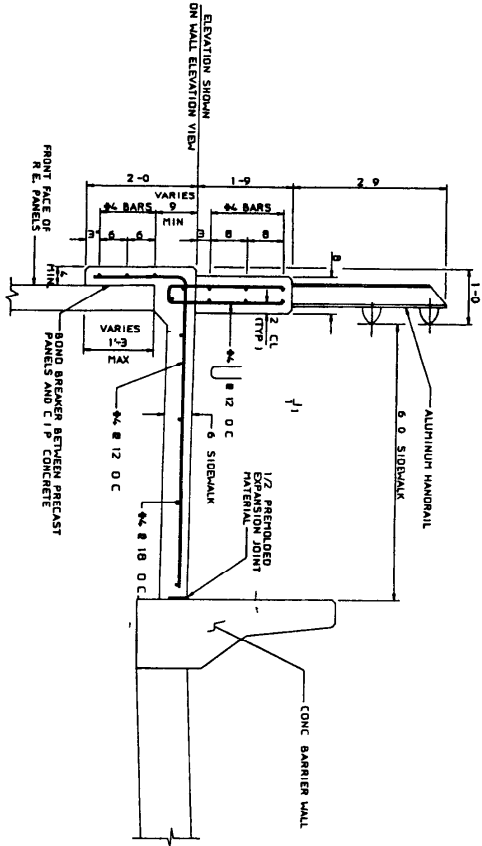 ELEVATION SHOWN
ON WALL ELEVATION VIEW
2-0
1-9
2 9
VARIES
#4 BARS
9
MIN
#4 BARS
3"
6
6
3
8
8
8
1-0
FRONT FACE OF
R.E. PANELS
4
MIN
VARIES
1-3
MAX
BOND BREAKER BETWEEN PRECAST
PANELS AND C I P CONCRETE
2 CL
(TYP)
#4 @ 12 O C
#4 @ 12 O C
#4 @ 18 O C
6 SIDEWALK
1/2 PREMOLDED
EXPANSION JOINT
MATERIAL
ALUMINUM HANDRAIL
6 0 SIDEWALK
CONC BARRIER WALL